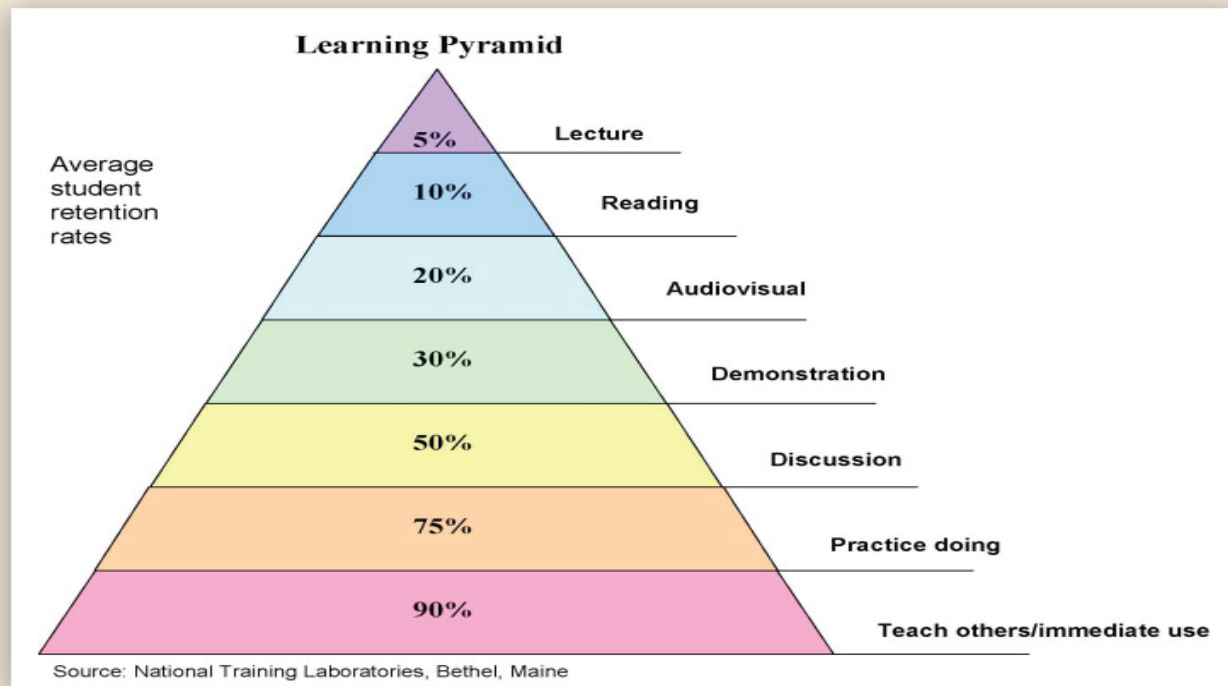 Learning Pyramid
Average
student
retention
rates
5%
Lecture
10%
Reading
20%
Audiovisual
30%
Demonstration
50%
Discussion
75%
Practice doing
90%
Teach others/immediate use
Source: National Training Laboratories, Bethel, Maine